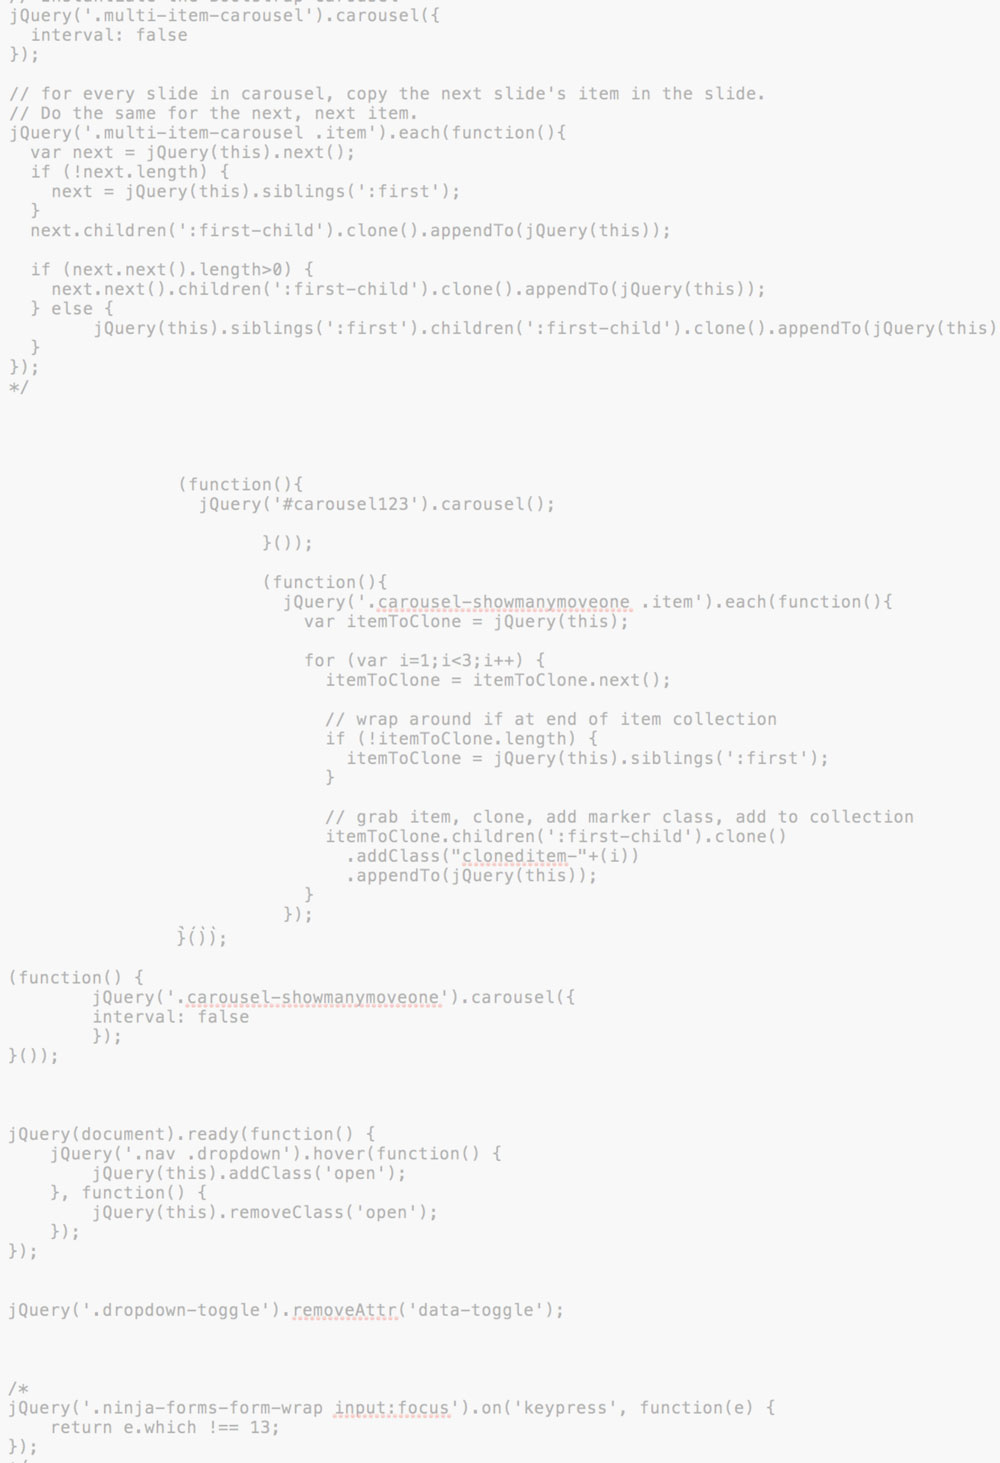 // Instantiate the Bootstrap carousel
jQuery('.multi-item-carousel').carousel({
  interval: false
});

// for every slide in carousel, copy the next slide's item in the slide.
// Do the same for the next, next item.
jQuery('.multi-item-carousel .item').each(function(){
  var next = jQuery(this).next();
  if (!next.length) {
    next = jQuery(this).siblings(':first');
  }
  next.children(':first-child').clone().appendTo(jQuery(this));

  if (next.next().length>0) {
    next.next().children(':first-child').clone().appendTo(jQuery(this));
  } else {
        jQuery(this).siblings(':first').children(':first-child').clone().appendTo(jQuery(this)
  }
});
*/

                (function(){
                  jQuery('#carousel123').carousel();

                        }());

                        (function(){
                          jQuery('.carousel-showmanymoveone .item').each(function(){
                            var itemToClone = jQuery(this);

                            for (var i=1;i<3;i++) {
                              itemToClone = itemToClone.next();

                              // wrap around if at end of item collection
                              if (!itemToClone.length) {
                                itemToClone = jQuery(this).siblings(':first');
                              }

                              // grab item, clone, add marker class, add to collection
                              itemToClone.children(':first-child').clone()
                                .addClass("cloneditem-"+(i))
                                .appendTo(jQuery(this));
                            }
                          });
                }());

(function() {
        jQuery('.carousel-showmanymoveone').carousel({
        interval: false
        });
}());

jQuery(document).ready(function() {
    jQuery('.nav .dropdown').hover(function() {
        jQuery(this).addClass('open');
    }, function() {
        jQuery(this).removeClass('open');
    });
});

jQuery('.dropdown-toggle').removeAttr('data-toggle');

/*
jQuery('.ninja-forms-form-wrap input:focus').on('keypress', function(e) {
    return e.which !== 13;
});